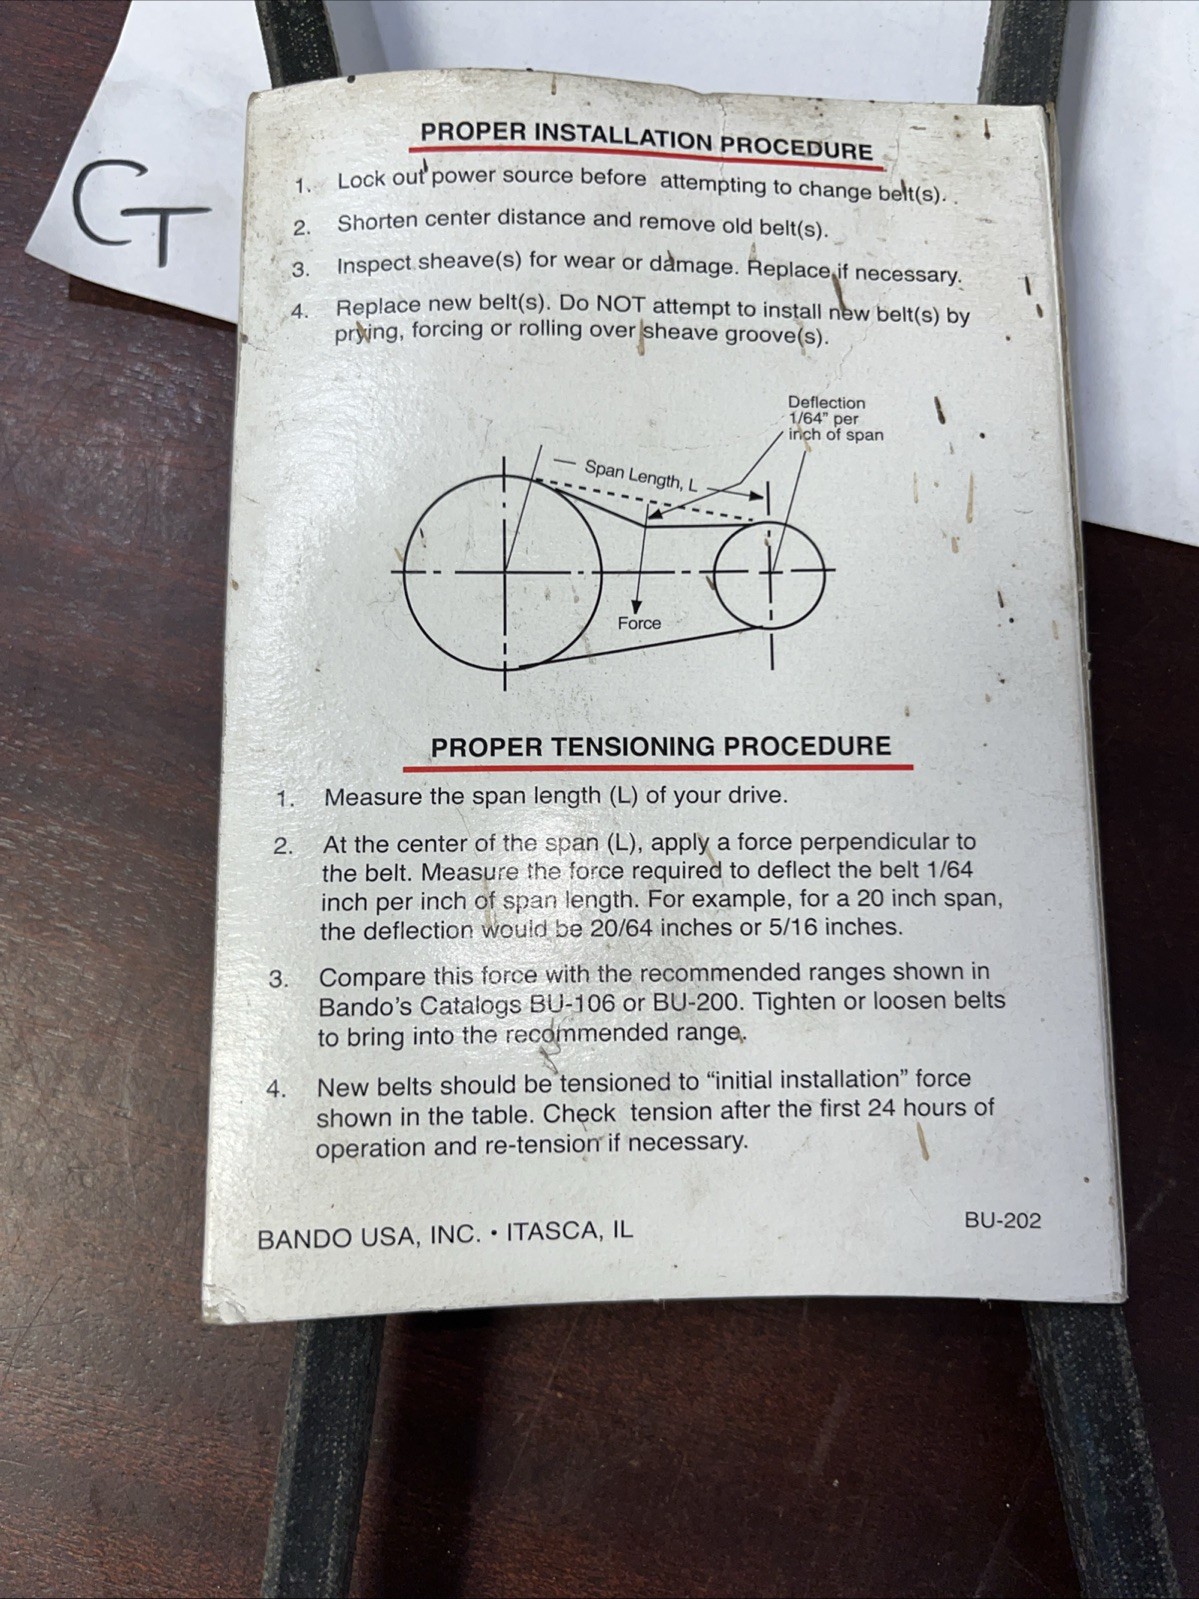 CT
PROPER INSTALLATION PROCEDURE
1. Lock out power source before attempting to change belt(s).
2. Shorten center distance and remove old belt(s).
3. Inspect sheave(s) for wear or damage. Replace if necessary.
4. Replace new belt(s). Do NOT attempt to install new belt(s) by
prying, forcing or rolling over sheave groove(s).
Deflection
1/64" per
inch of span
Span Length, L
Force
PROPER TENSIONING PROCEDURE
1. Measure the span length (L) of your drive.
2. At the center of the span (L), apply a force perpendicular to
the belt. Measure the force required to deflect the belt 1/64
inch per inch of span length. For example, for a 20 inch span,
the deflection would be 20/64 inches or 5/16 inches.
3. Compare this force with the recommended ranges shown in
Bando's Catalogs BU-106 or BU-200. Tighten or loosen belts
to bring into the recommended range.
4. New belts should be tensioned to “initial installation” force
shown in the table. Check tension after the first 24 hours of
operation and re-tension if necessary.
BANDO USA, INC. • ITASCA, IL
BU-202